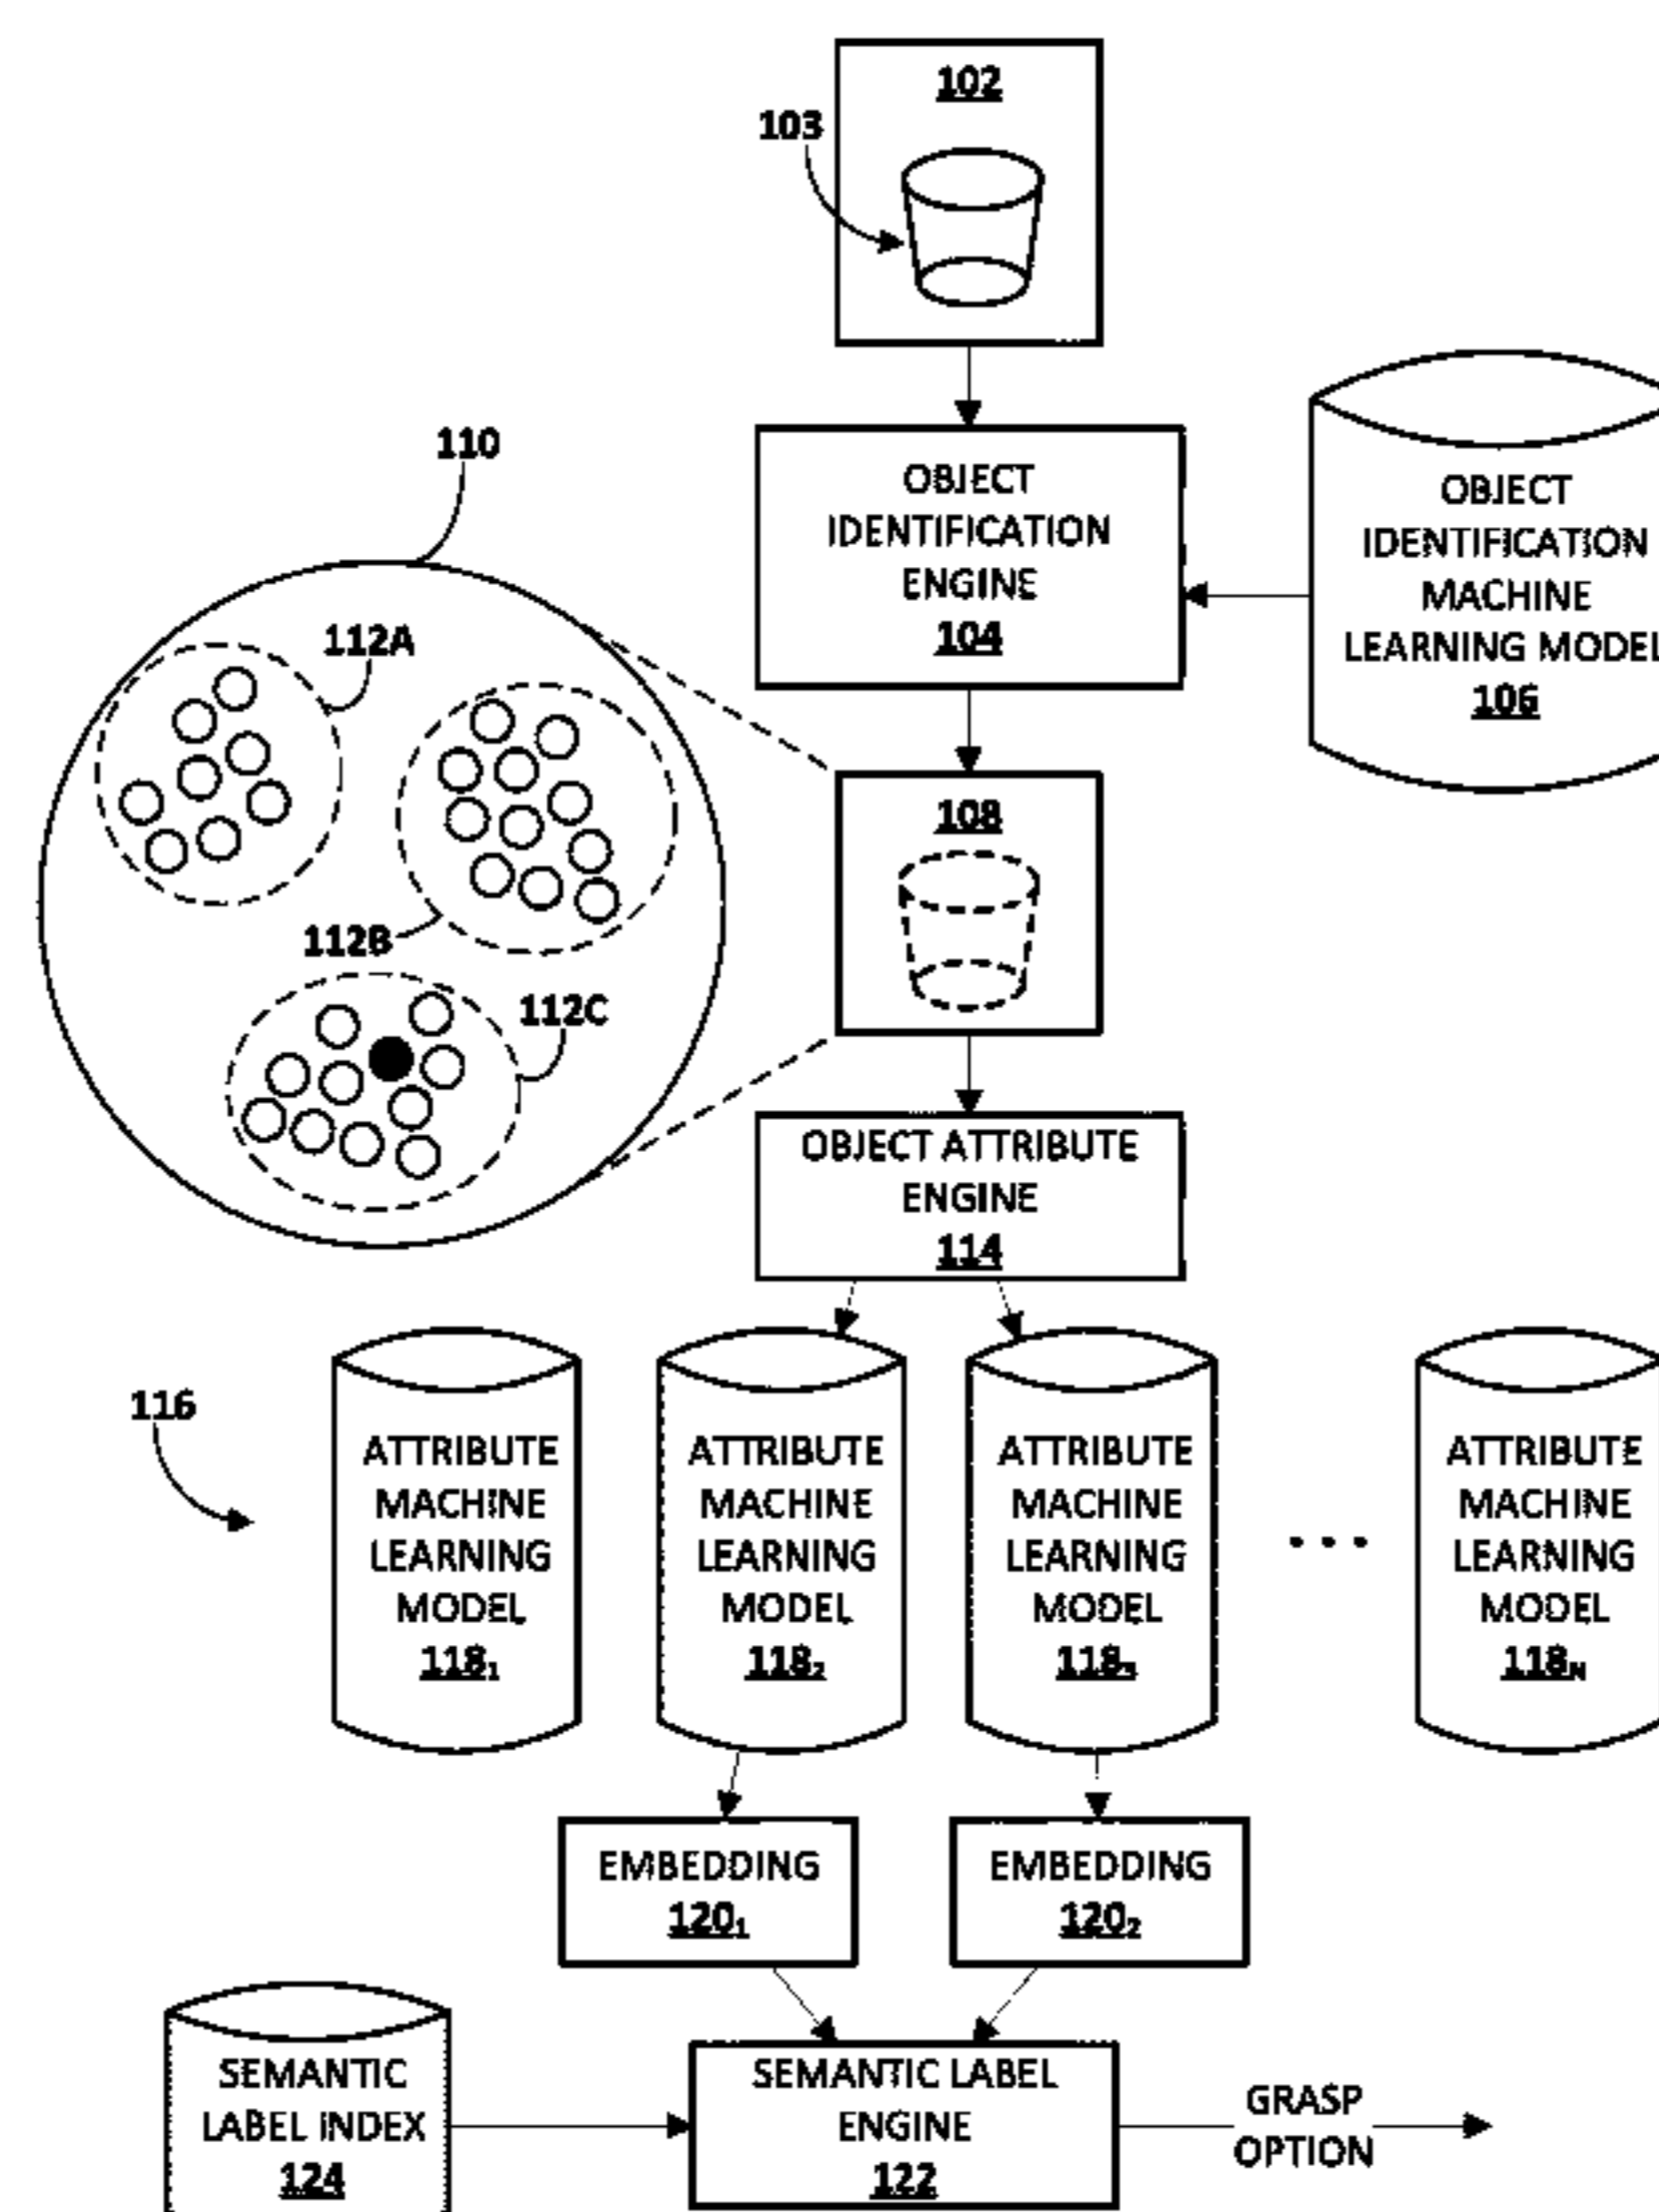 102
103
110
OBJECT
IDENTIFICATION
ENGINE
104
OBJECT
IDENTIFICATION
MACHINE
LEARNING MODEL
106
112A
108
112B
112C
OBJECT ATTRIBUTE
ENGINE
114
116
ATTRIBUTE
MACHINE
LEARNING
MODEL
118₁
ATTRIBUTE
MACHINE
LEARNING
MODEL
118₂
ATTRIBUTE
MACHINE
LEARNING
MODEL
118₃
• • •
ATTRIBUTE
MACHINE
LEARNING
MODEL
118N
EMBEDDING
120₁
EMBEDDING
120₂
SEMANTIC
LABEL INDEX
124
SEMANTIC LABEL
ENGINE
122
GRASP
OPTION